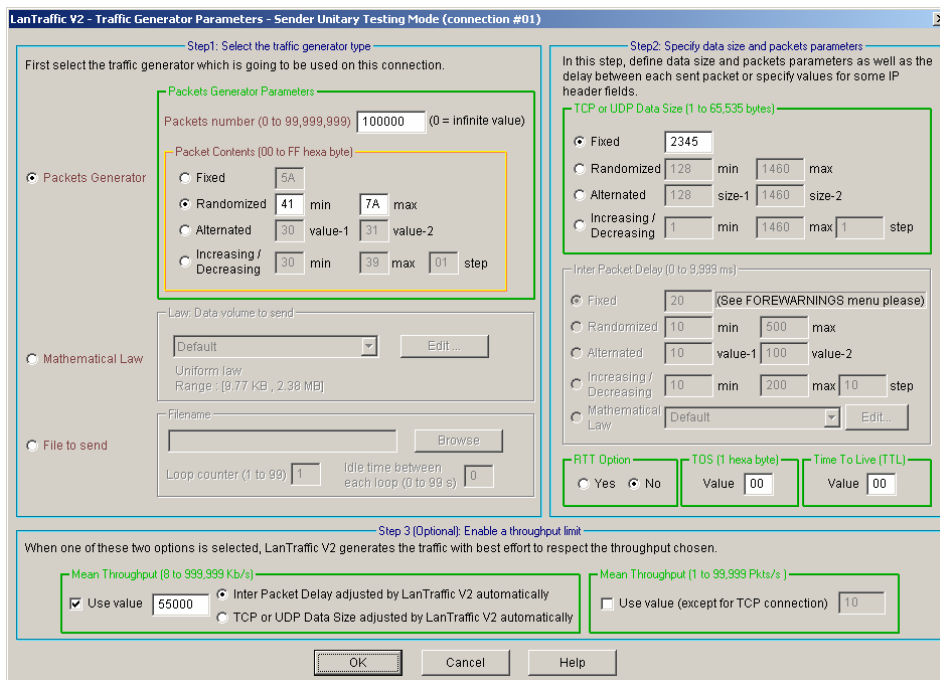 LanTraffic V2 - Traffic Generator Parameters - Sender Unitary Testing Mode (connection #01)
Step1: Select the traffic generator type
First select the traffic generator which is going to be used on this connection.
Packets Generator
Packets Generator Parameters
Packets number (0 to 99,999,999) 100000 (0 = infinite value)
Packet Contents (00 to FF hexa byte)
Fixed 5A
Randomized 41 min 7A max
Alternated 30 value-1 31 value-2
Increasing /
Decreasing 30 min 39 max 01 step
Mathematical Law
Law: Data volume to send
Default Edit ...
Uniform law
Range : [9.77 KB , 2.38 MB]
File to send
Filename
Browse
Loop counter (1 to 99) 1 Idle time between
each loop (0 to 99 s) 0
Step2: Specify data size and packets parameters
In this step, define data size and packets parameters as well as the
delay between each sent packet or specify values for some IP
header fields.
TCP or UDP Data Size (1 to 65,535 bytes)
Fixed 2345
Randomized 128 min 1460 max
Alternated 128 size-1 1460 size-2
Increasing /
Decreasing 1 min 1460 max 1 step
Inter Packet Delay (0 to 9,999 ms)
Fixed 20 (See FOREWARNINGS menu please)
Randomized 10 min 500 max
Alternated 10 value-1 100 value-2
Increasing /
Decreasing 10 min 200 max 10 step
Mathematical
Law Default Edit...
RTT Option
Yes No
TOS (1 hexa byte)
Value 00
Time To Live (TTL)
Value 00
Step 3 (Optional): Enable a throughput limit
When one of these two options is selected, LanTraffic V2 generates the traffic with best effort to respect the throughput chosen.
Mean Throughput (8 to 999,999 Kb/s)
Use value 55000
Inter Packet Delay adjusted by LanTraffic V2 automatically
TCP or UDP Data Size adjusted by LanTraffic V2 automatically
Mean Throughput (1 to 99,999 Pkts/s )
Use value (except for TCP connection) 10
OK Cancel Help